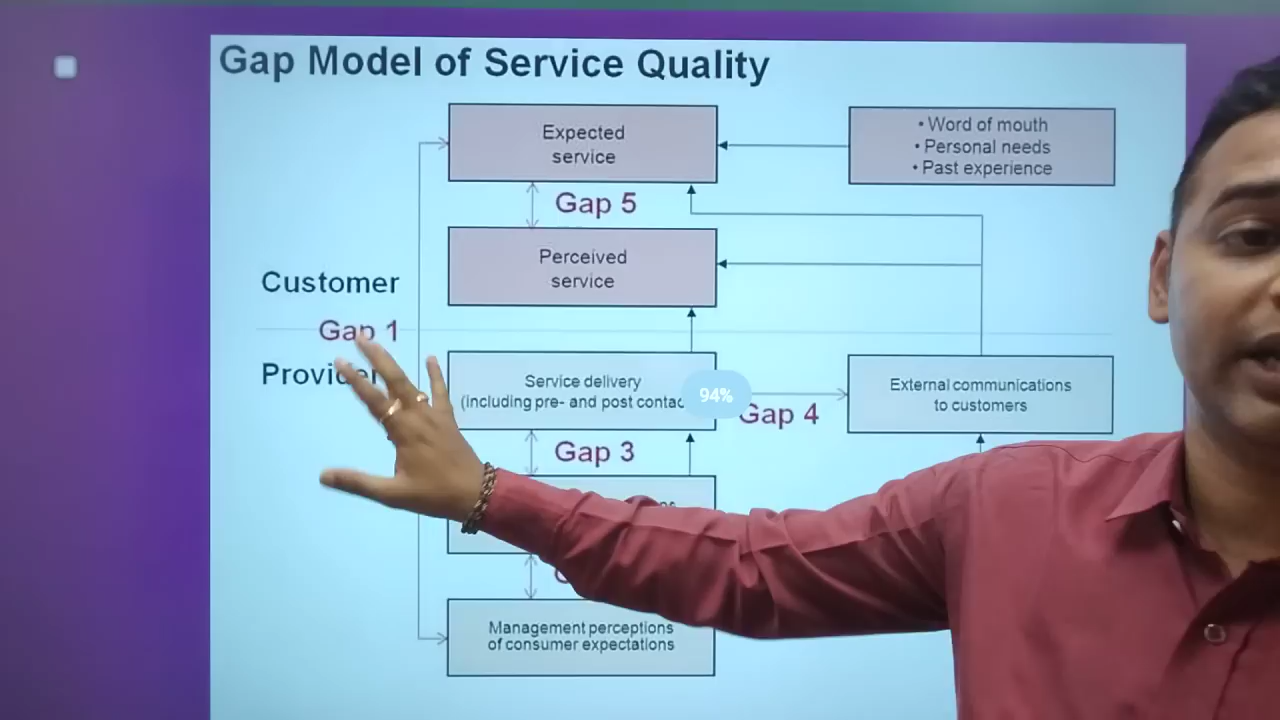 Gap Model of Service Quality
Expected
service
• Word of mouth
• Personal needs
• Past experience
Gap 5
Perceived
service
Customer
Gap 1
Provider
Service delivery
(including pre- and post contac
94%
Gap 4
External communications
to customers
Gap 3
Management perceptions
of consumer expectations